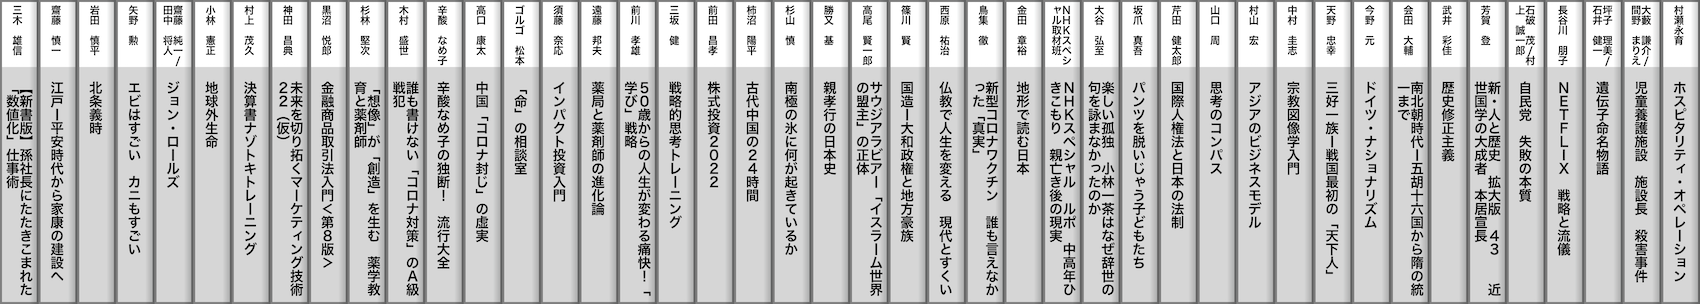 村瀬永育
ホスピタリティ・オペレーション
大藪 謙介/
間野 まりえ
児童養護施設 施設長 殺害事件
坪子 理美/
石井 健一
遺伝子命名物語
長谷川 朋子
NETFLIX 戦略と流儀
石破 茂/村
上 誠一郎
自民党 失敗の本質
芳賀 登
新・人と歴史 拡大版 43 近
世国学の大成者 本居宣長
武井 彩佳
歴史修正主義
会田 大輔
南北朝時代―五胡十六国から隋の統
一まで
今野 元
ドイツ・ナショナリズム
天野 忠幸
三好一族―戦国最初の「天下人」
中村 圭志
宗教図像学入門
村山 宏
アジアのビジネスモデル
山口 周
思考のコンパス
芹田 健太郎
国際人権法と日本の法制
坂爪 真吾
パンツを脱いじゃう子どもたち
大谷 弘至
楽しい孤独 小林一茶はなぜ辞世の
句を詠まなかったのか
NHKスペシ
ャル取材班
NHKスペシャル ルポ 中高年ひ
きこもり 親亡き後の現実
金田 章裕
地形で読む日本
鳥集 徹
新型コロナワクチン 誰も言えなか
った「真実」
西原 祐治
仏教で人生を変える 現代とすくい
篠川 賢
国造―大和政権と地方豪族
高尾 賢一郎
サウジアラビアー「イスラーム世界
の盟主」の正体
勝又 基
親孝行の日本史
杉山 慎
南極の氷に何が起きているか
柿沼 陽平
古代中国の24時間
前田 昌孝
株式投資2022
三坂 健
戦略的思考トレーニング
前川 孝雄
50歳からの人生が変わる痛快!「
学び」戦略
遠藤 邦夫
薬局と薬剤師の進化論
須藤 奈応
インパクト投資入門
ゴルゴ 松本
「命」の相談室
高口 康太
中国「コロナ封じ」の虚実
辛酸 なめ子
辛酸なめ子の独断! 流行大全
木村 盛世
誰も書けない「コロナ対策」のA級
戦犯
杉林 堅次
「想像」が「創造」を生む 薬学教
育と薬剤師
黒沼 悦郎
金融商品取引法入門<第8版>
神田 昌典
未来を切り拓くマーケティング技術
22(仮)
村上 茂久
決算書ナゾトキトレーニング
小林 憲正
地球外生命
齋藤 純一/
田中 将人
ジョン・ロールズ
矢野 勲
エビはすごい カニもすごい
岩田 慎平
北条義時
齋藤 慎一
江戸―平安時代から家康の建設へ
三木 雄信
【新書版】孫社長にたたきこまれた
「数値化」仕事術